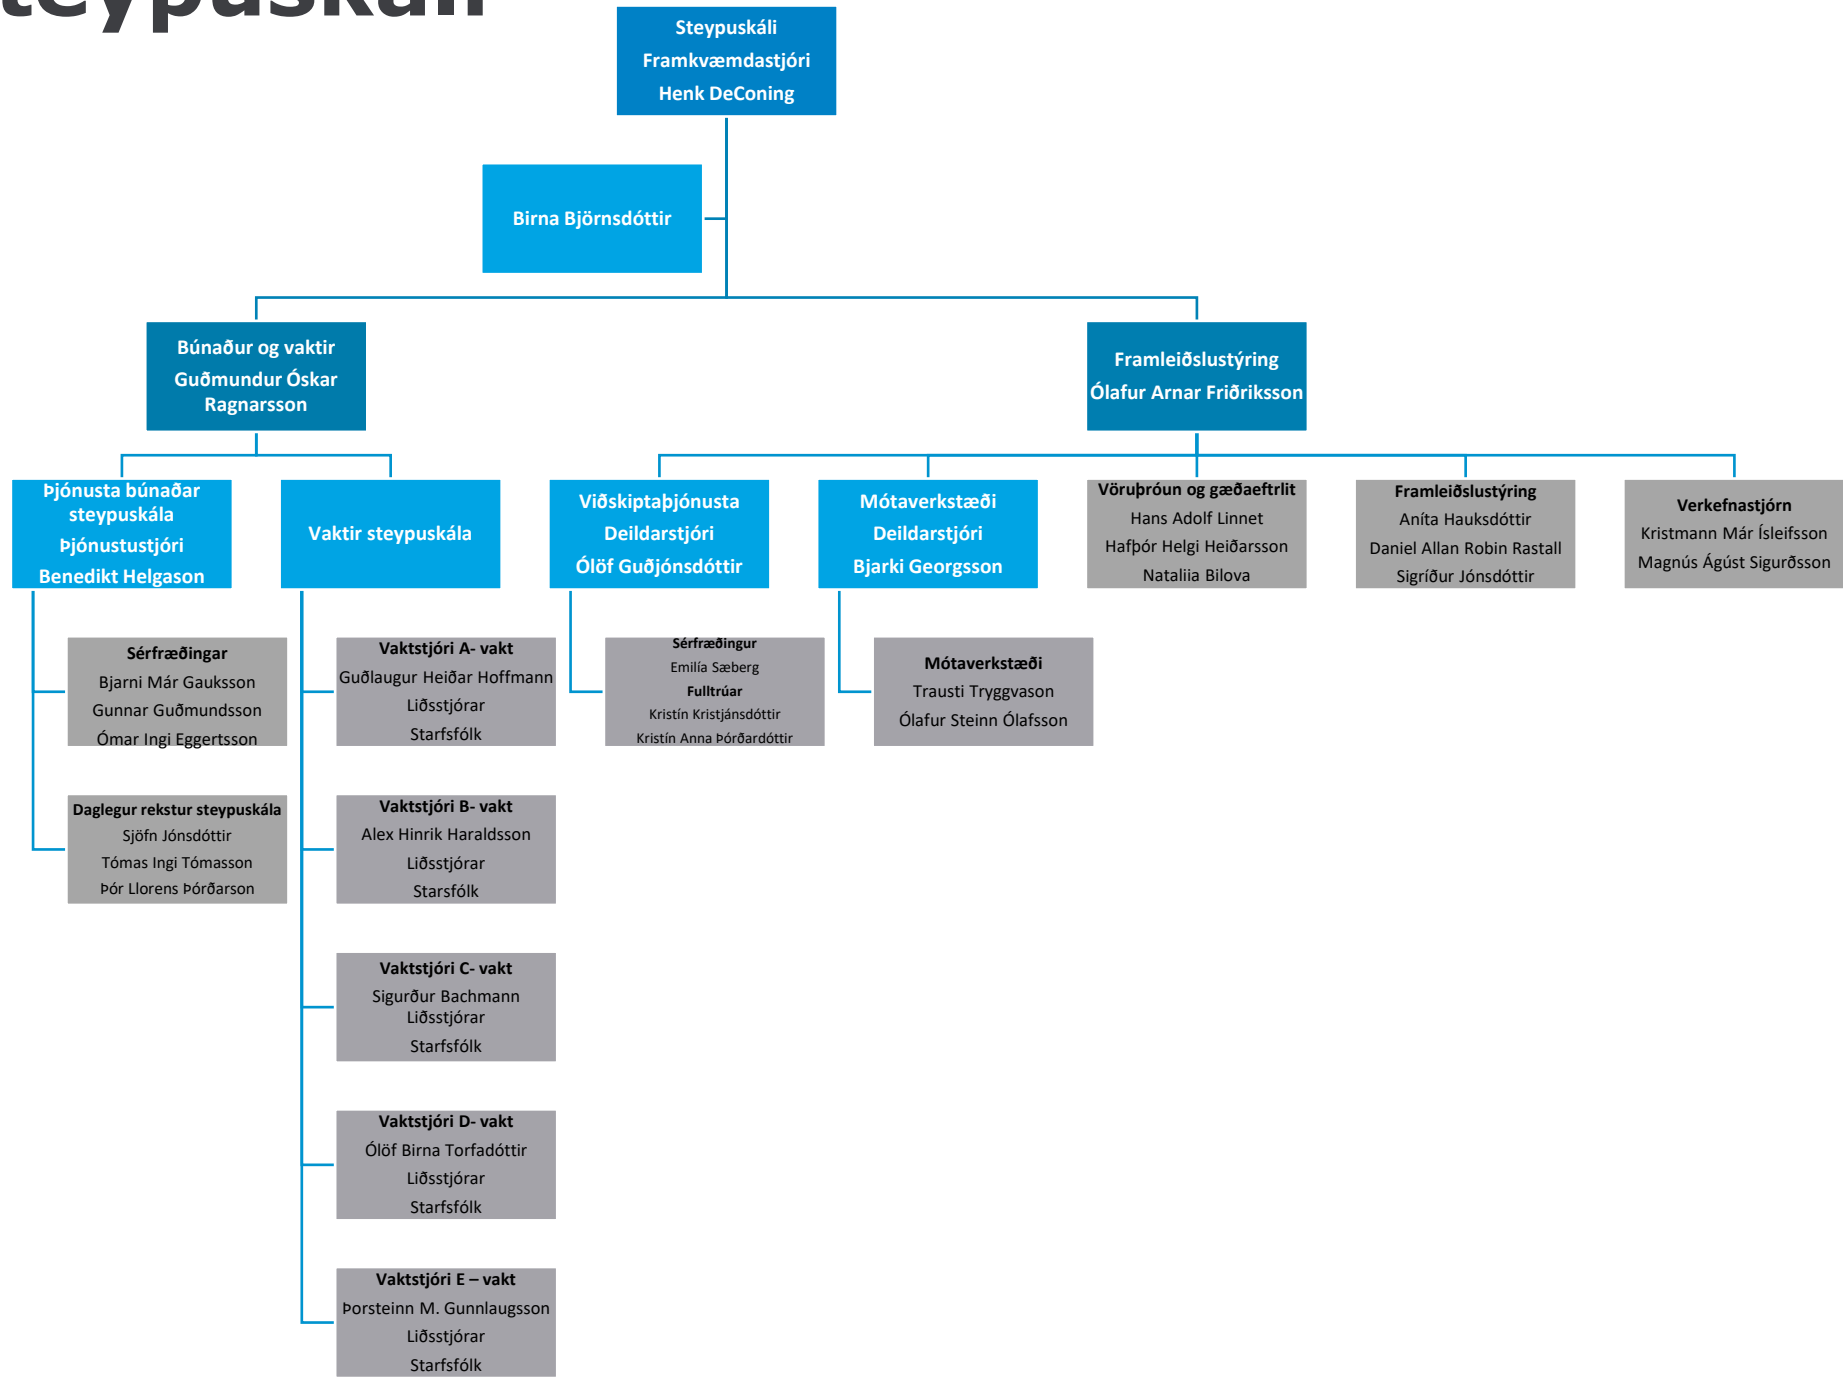 teypuskáli
Steypuskáli
Framkvæmdastjóri
Henk DeConing
Birna Björnsdóttir
Búnaður og vaktir
Guðmundur Óskar
Ragnarsson
Framleiðslustýring
Ólafur Arnar Friðriksson
Þjónusta búnaðar
steypuskála
Þjónustustjóri
Benedikt Helgason
Vaktir steypuskála
Viðskiptaþjónusta
Deildarstjóri
Ólöf Guðjónsdóttir
Mótaverkstæði
Deildarstjóri
Bjarki Georgsson
Vöruþróun og gæðaeftrlit
Hans Adolf Linnet
Hafþór Helgi Heiðarsson
Nataliia Bilova
Framleiðslustýring
Aníta Hauksdóttir
Daniel Allan Robin Rastall
Sigríður Jónsdóttir
Verkefnastjórn
Kristmann Már Ísleifsson
Magnús Ágúst Sigurðsson
Sérfræðingar
Bjarni Már Gauksson
Gunnar Guðmundsson
Ómar Ingi Eggertsson
Daglegur rekstur steypuskála
Sjöfn Jónsdóttir
Tómas Ingi Tómasson
Þór Llorens Þórðarson
Vaktstjóri A- vakt
Guðlaugur Heiðar Hoffmann
Liðsstjórar
Starfsfólk
Vaktstjóri B- vakt
Alex Hinrik Haraldsson
Liðsstjórar
Starsfólk
Vaktstjóri C- vakt
Sigurður Bachmann
Liðsstjórar
Starfsfólk
Vaktstjóri D- vakt
Ólöf Birna Torfadóttir
Liðsstjórar
Starfsfólk
Vaktstjóri E – vakt
Þorsteinn M. Gunnlaugsson
Liðsstjórar
Starfsfólk
Sérfræðingur
Emilía Sæberg
Fulltrúar
Kristín Kristjánsdóttir
Kristín Anna Þórðardóttir
Mótaverkstæði
Trausti Tryggvason
Ólafur Steinn Ólafsson